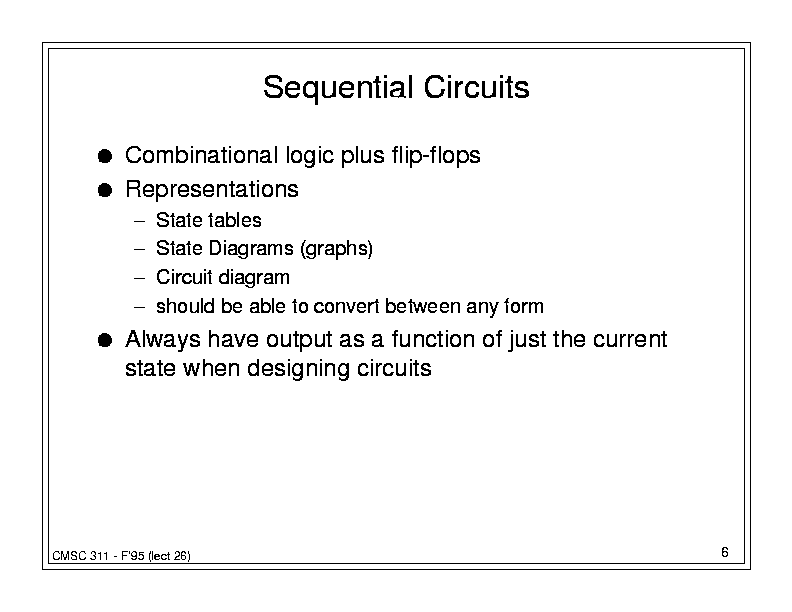 Sequential Circuits
● Combinational logic plus flip-flops
● Representations
– State tables
– State Diagrams (graphs)
– Circuit diagram
– should be able to convert between any form
● Always have output as a function of just the current
state when designing circuits
CMSC 311 - F'95 (lect 26)
6